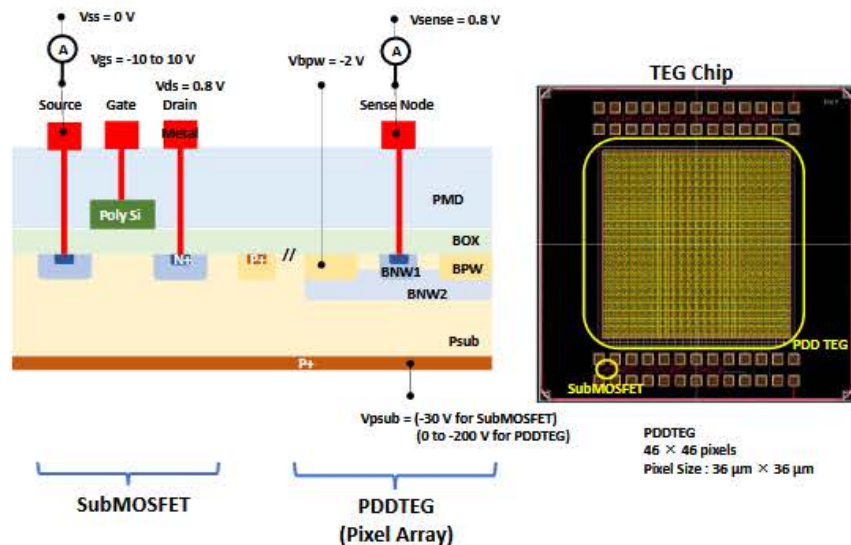 Vss = 0 V
A
Vgs = -10 to 10 V
Vds = 0.8 V
Source
Gate
Drain
Metal
Vbpw = -2 V
Vsense = 0.8 V
A
Sense Node
TEG Chip
Poly Si
PMD
BOX
N+
P+
//
BNW1
BPW
BNW2
Psub
P+
PDD TEG
SubMOSFET
Vpsub = (-30 V for SubMOSFET)
(0 to -200 V for PDDTEG)
PDDTEG
46 × 46 pixels
Pixel Size : 36 μm × 36 μm
SubMOSFET
PDDTEG
(Pixel Array)